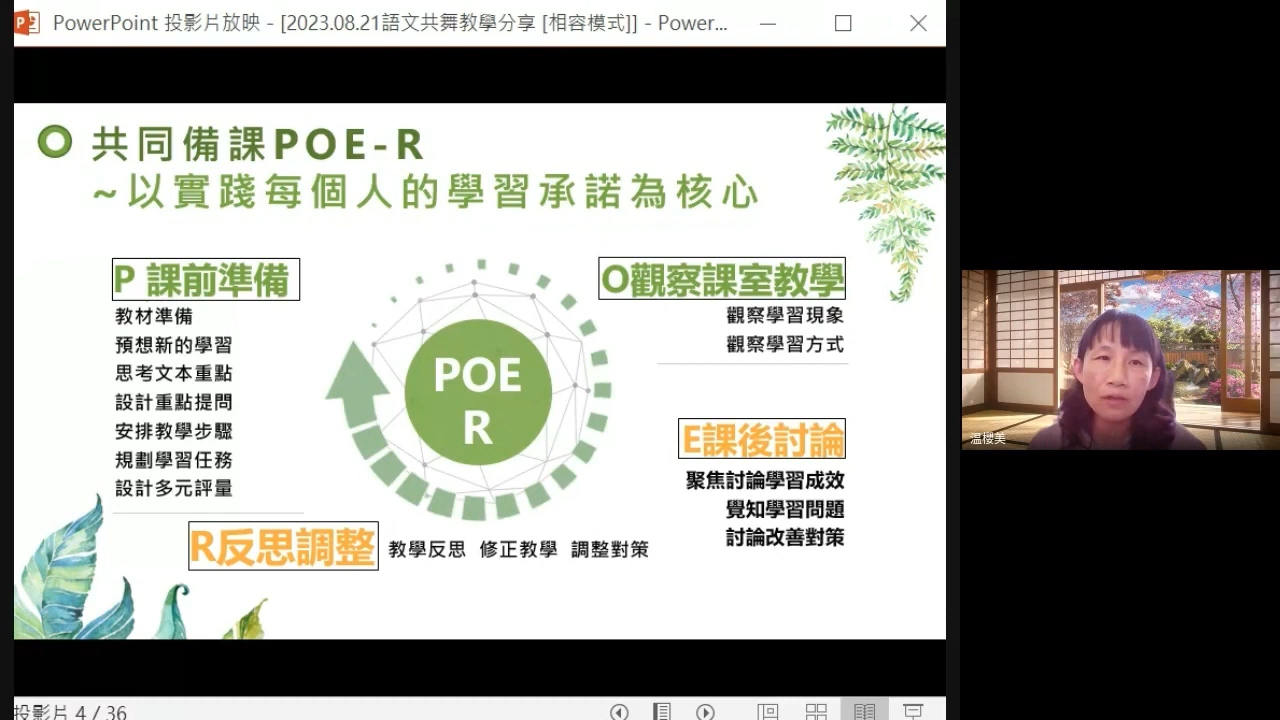 PowerPoint 投影片放映 - [2023.08.21語文共舞教學分享 [相容模式]] - Power...
共同備課POE-R
~以實踐每個人的學習承諾為核心
P 課前準備
教材準備
預想新的學習
思考文本重點
設計重點提問
安排教學步驟
規劃學習任務
設計多元評量
POE
R
O觀察課室教學
觀察學習現象
觀察學習方式
E課後討論
聚焦討論學習成效
覺知學習問題
討論改善對策
R反思調整
教學反思 修正教學 調整對策
温櫻美
投影片 4 / 36